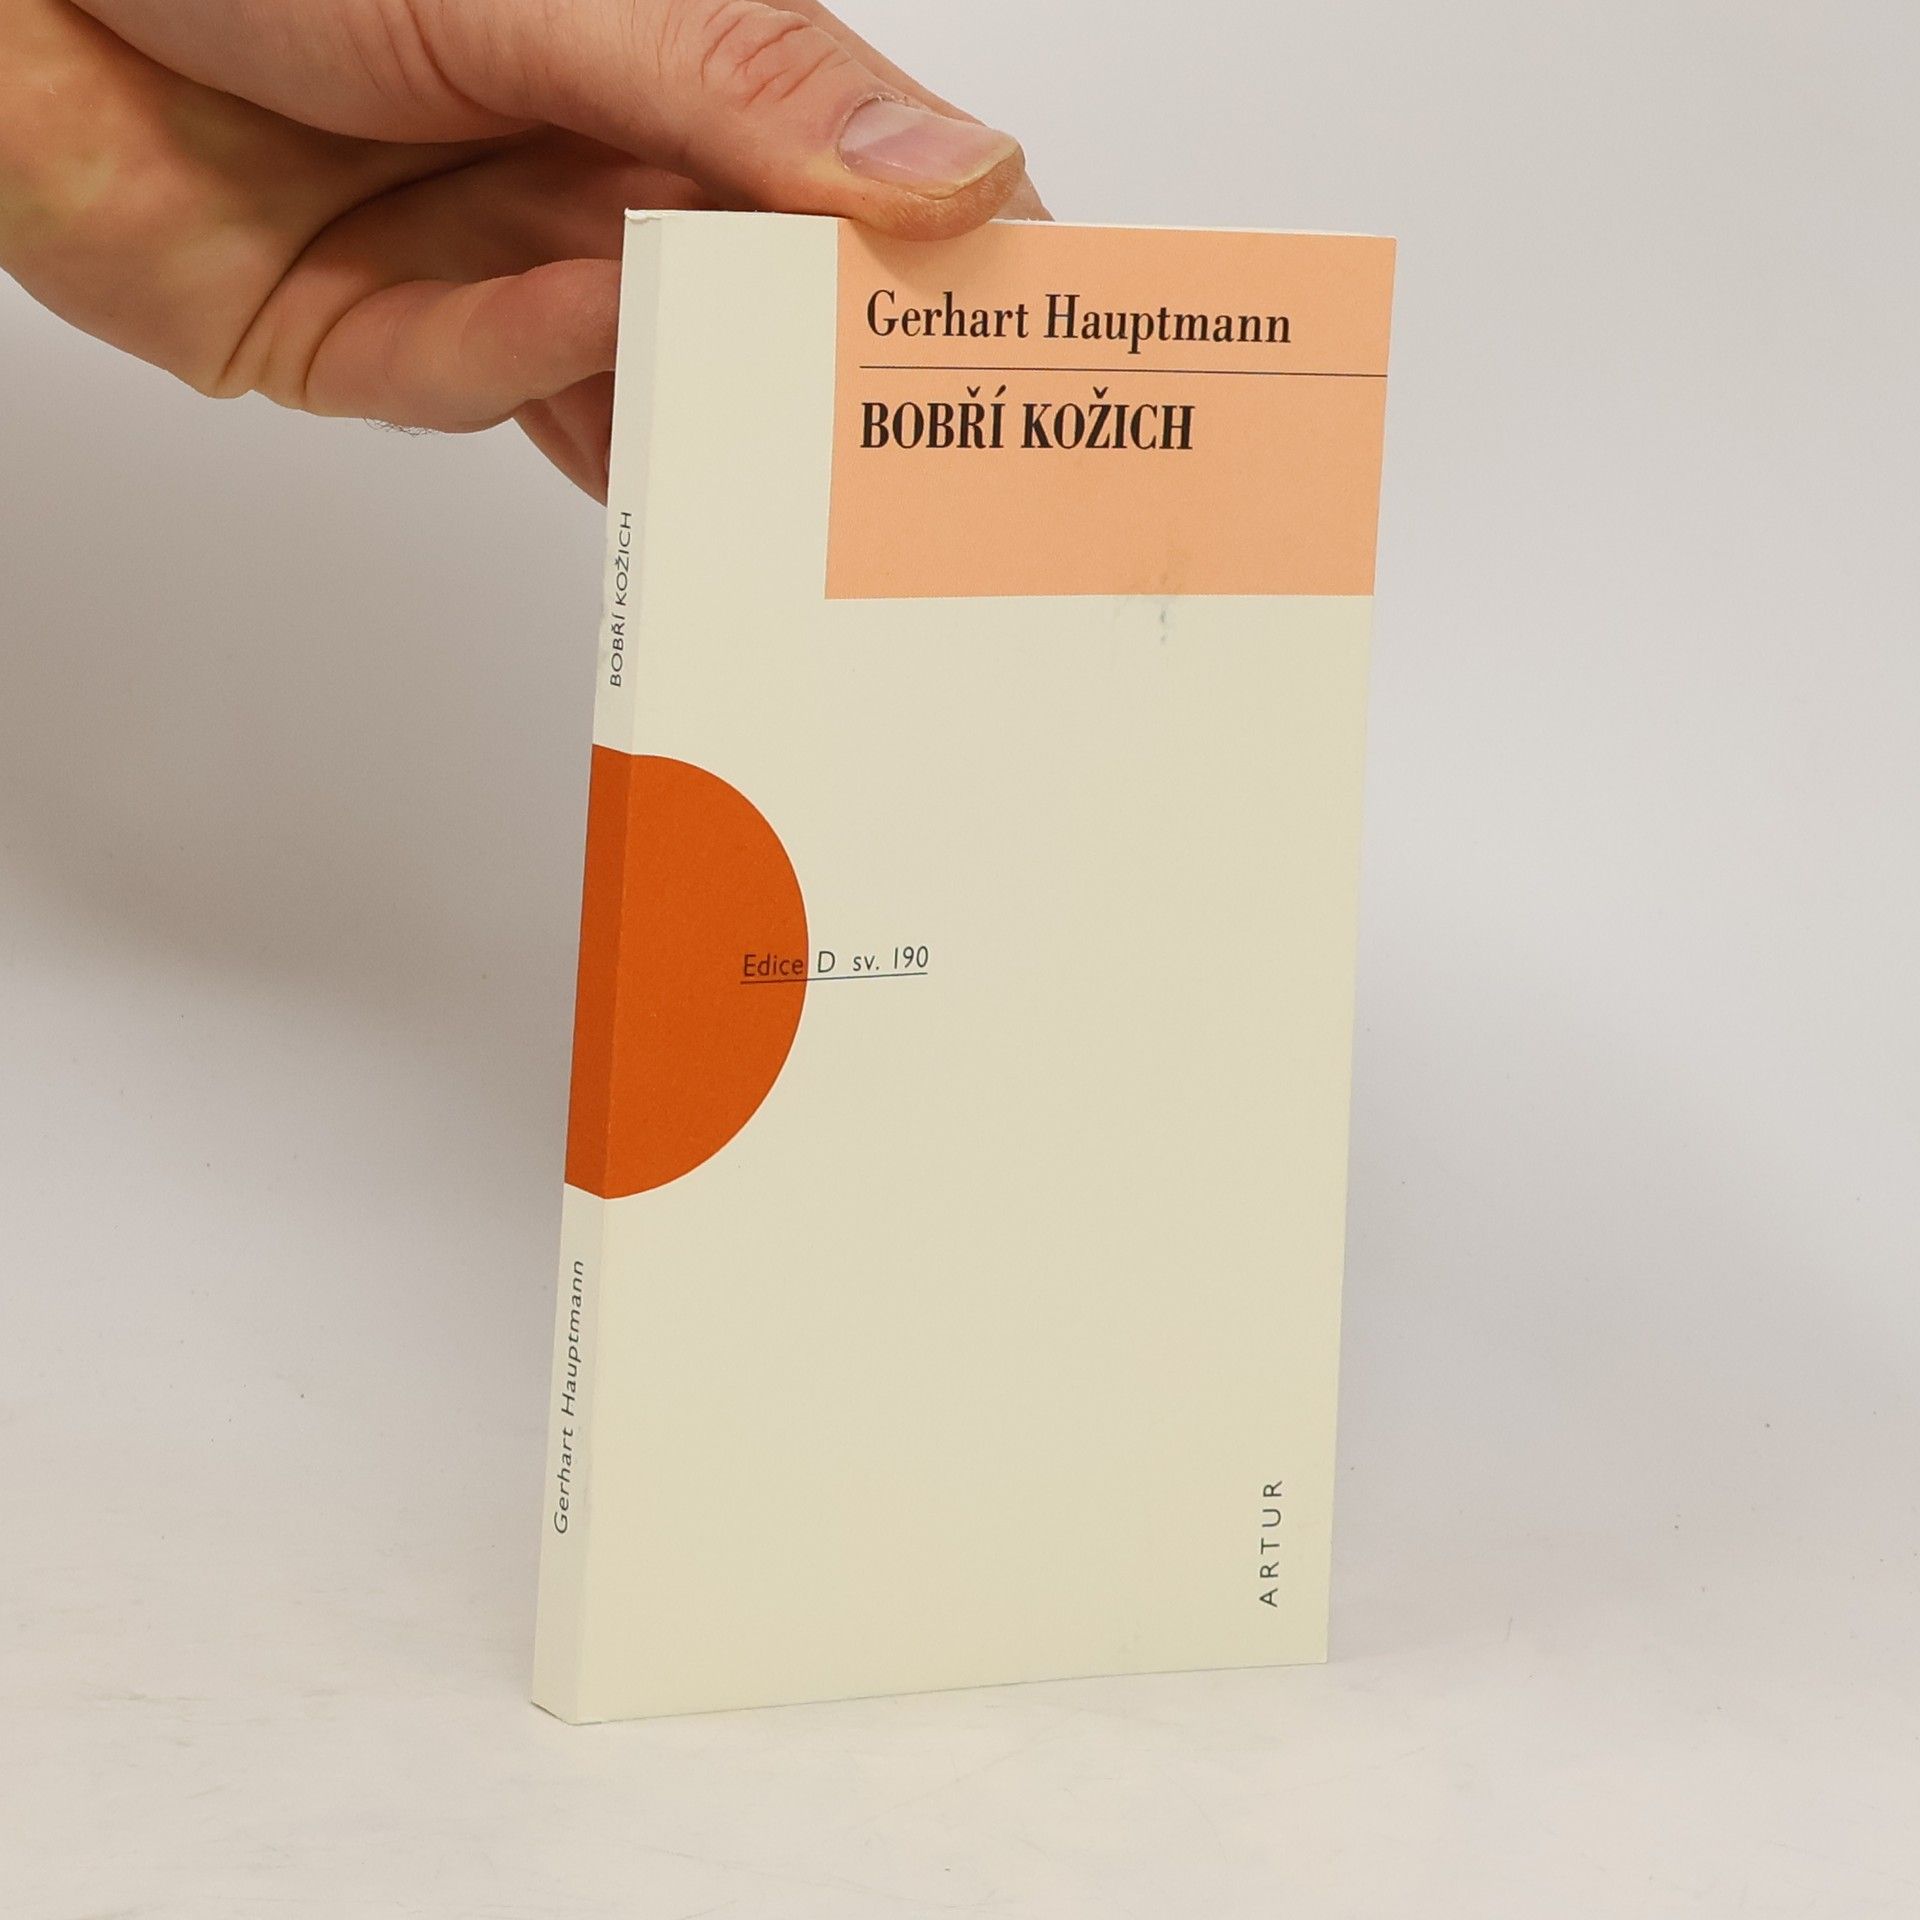 Gerhart Hauptmann
BOBŘÍ KOŽICH
Edice D sv. 190
ARTUR
BOBŘÍ KOŽICH
Gerhart Hauptmann